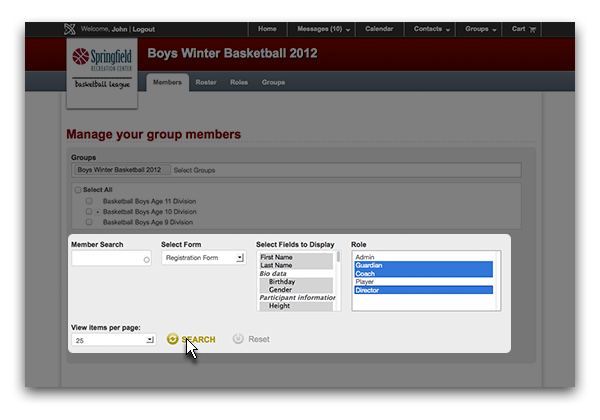 Welcome, John | Logout
Home Messages (10) Calendar Contacts Groups Cart
Springfield
RECREATION CENTER
basketball league
Boys Winter Basketball 2012
Members Roster Roles Groups
Manage your group members
Groups
Boys Winter Basketball 2012 Select Groups
Select All
Basketball Boys Age 11 Division
Basketball Boys Age 10 Division
Basketball Boys Age 9 Division
Member Search Select Form Select Fields to Display Role
Registration Form
First Name
Last Name
Bio data
Birthday
Gender
Participant information
Height
Admin
Guardian
Coach
Player
Director
View items per page:
25
SEARCH Reset